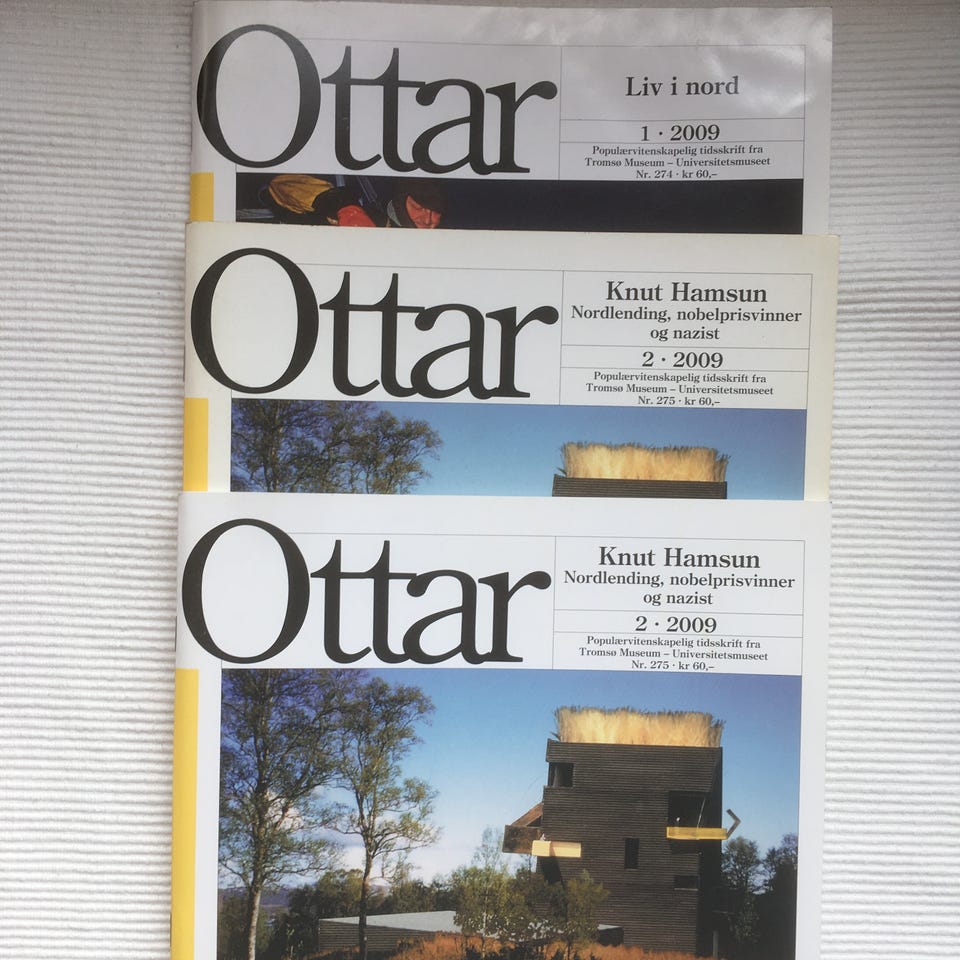 Ottar
Liv i nord
1 · 2009
Populærvitenskapelig tidsskrift fra
Tromsø Museum – Universitetsmuseet
Nr. 274 · kr 60,–
Ottar
Knut Hamsun
Nordlending, nobelprisvinner
og nazist
2 · 2009
Populærvitenskapelig tidsskrift fra
Tromsø Museum – Universitetsmuseet
Nr. 275 · kr 60,–
Ottar
Knut Hamsun
Nordlending, nobelprisvinner
og nazist
2 · 2009
Populærvitenskapelig tidsskrift fra
Tromsø Museum – Universitetsmuseet
Nr. 275 · kr 60,–